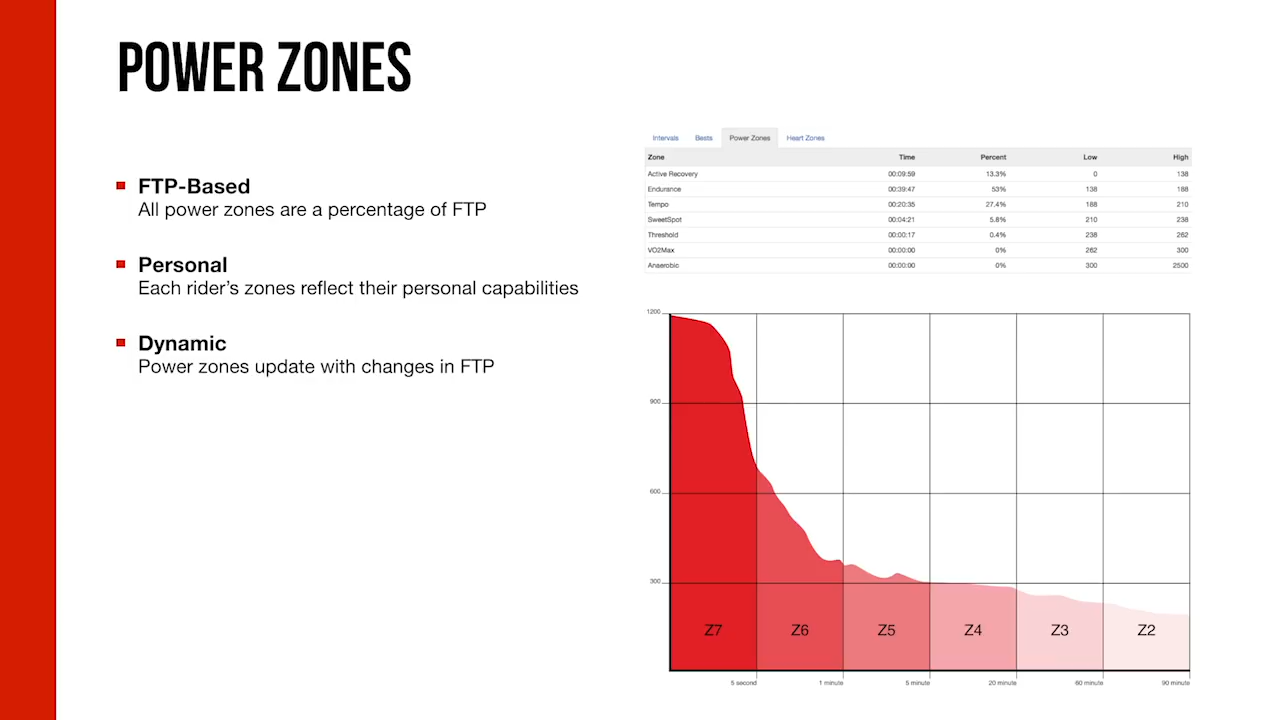 POWER ZONES
FTP-Based
All power zones are a percentage of FTP
Personal
Each rider’s zones reflect their personal capabilities
Dynamic
Power zones update with changes in FTP
Intervals Bests Power Zones Heart Zones
Zone Time Percent Low High
Active Recovery 00:09:59 13.3% 0 138
Endurance 00:39:47 53% 138 188
Tempo 00:20:35 27.4% 188 210
SweetSpot 00:04:21 5.8% 210 238
Threshold 00:00:17 0.4% 238 262
VO2Max 00:00:00 0% 262 300
Anaerobic 00:00:00 0% 300 2500
1200
900
600
300
Z7 Z6 Z5 Z4 Z3 Z2
5 second 1 minute 5 minute 20 minute 60 minute 90 minute